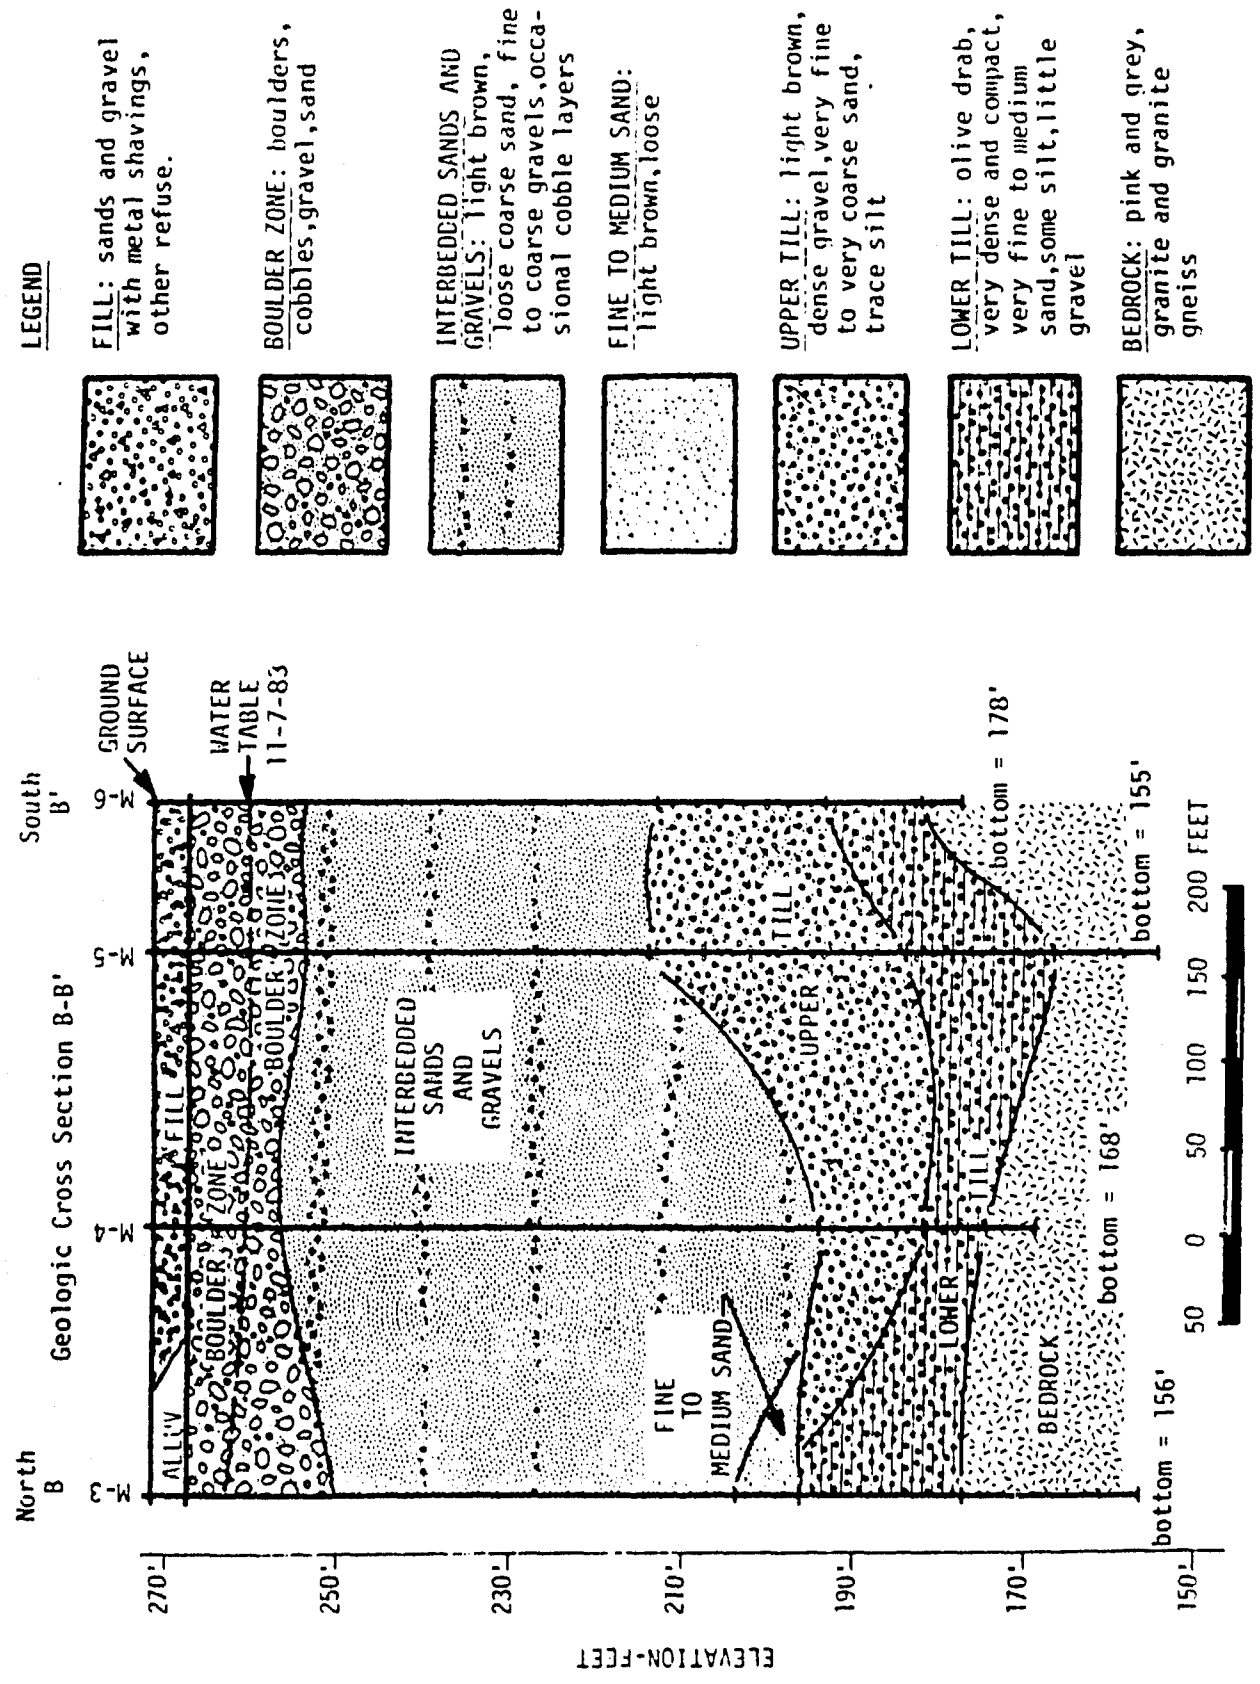 North
B
Geologic Cross Section B-B'
South
B'
M-3
M-4
M-5
M-6
GROUND
SURFACE
WATER
TABLE
11-7-83
ELEVATION-FEET
270'
250'
230'
210'
190'
170'
150'
ALLUV
FILL
BOULDER ZONE
BOULDER ZONE
INTERBEDDED
SANDS
AND
GRAVELS
FINE
TO
MEDIUM SAND
UPPER TILL
LOWER TILL
BEDROCK
bottom = 156'
bottom = 168'
bottom = 155'
bottom = 178'
50 0 50 100 150 200 FEET
LEGEND
FILL: sands and gravel
with metal shavings,
other refuse.
BOULDER ZONE: boulders,
cobbles,gravel,sand
INTERBEDDED SANDS AND
GRAVELS: light brown,
loose coarse sand, fine
to coarse gravels,occa-
sional cobble layers
FINE TO MEDIUM SAND:
light brown,loose
UPPER TILL: light brown,
dense gravel,very fine
to very coarse sand,
trace silt
LOWER TILL: olive drab,
very dense and compact,
very fine to medium
sand,some silt,little
gravel
BEDROCK: pink and grey,
granite and granite
gneiss